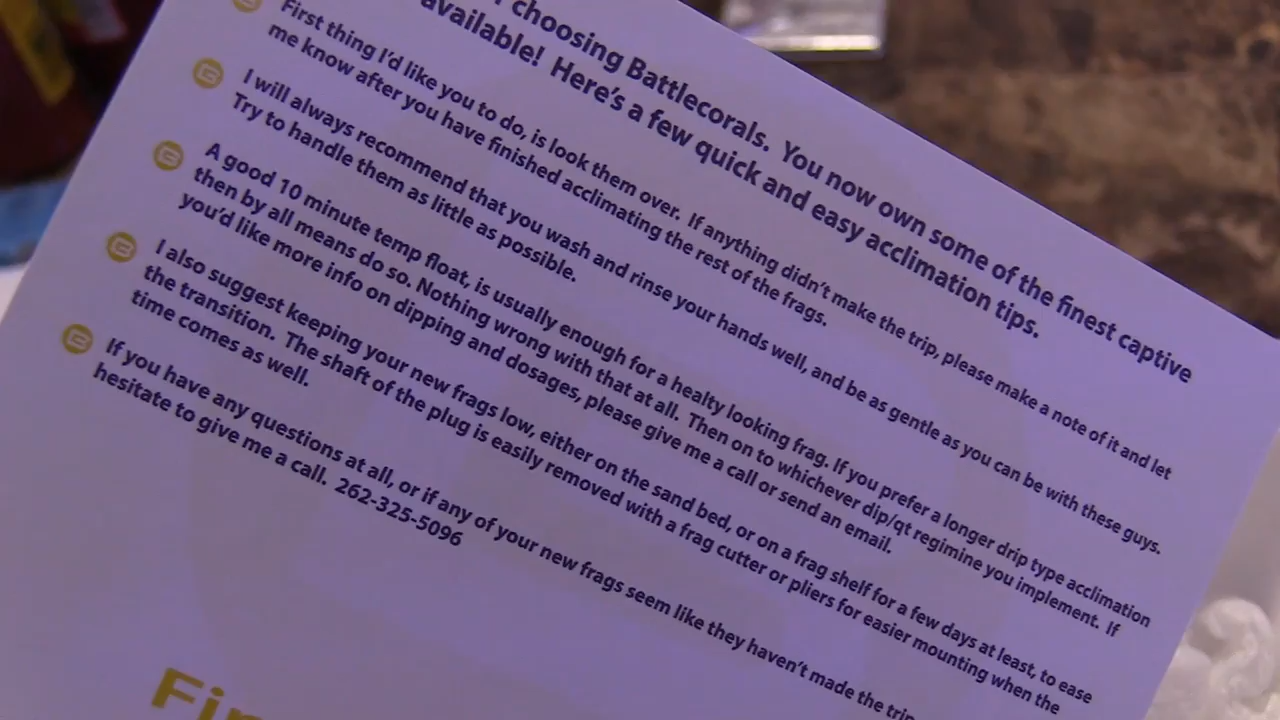 choosing Battlecorals. You now own some of the finest captive
available! Here's a few quick and easy acclimation tips.
First thing I'd like you to do, is look them over. If anything didn't make the trip, please make a note of it and let
me know after you have finished acclimating the rest of the frags.
I will always recommend that you wash and rinse your hands well, and be as gentle as you can be with these guys.
Try to handle them as little as possible.
A good 10 minute temp float, is usually enough for a healty looking frag. If you prefer a longer drip type acclimation
then by all means do so. Nothing wrong with that at all. Then on to whichever dip/qt regimine you implement. If
you'd like more info on dipping and dosages, please give me a call or send an email.
I also suggest keeping your new frags low, either on the sand bed, or on a frag shelf for a few days at least, to ease
the transition. The shaft of the plug is easily removed with a frag cutter or pliers for easier mounting when the
time comes as well.
If you have any questions at all, or if any of your new frags seem like they haven't made the trip
hesitate to give me a call. 262-325-5096